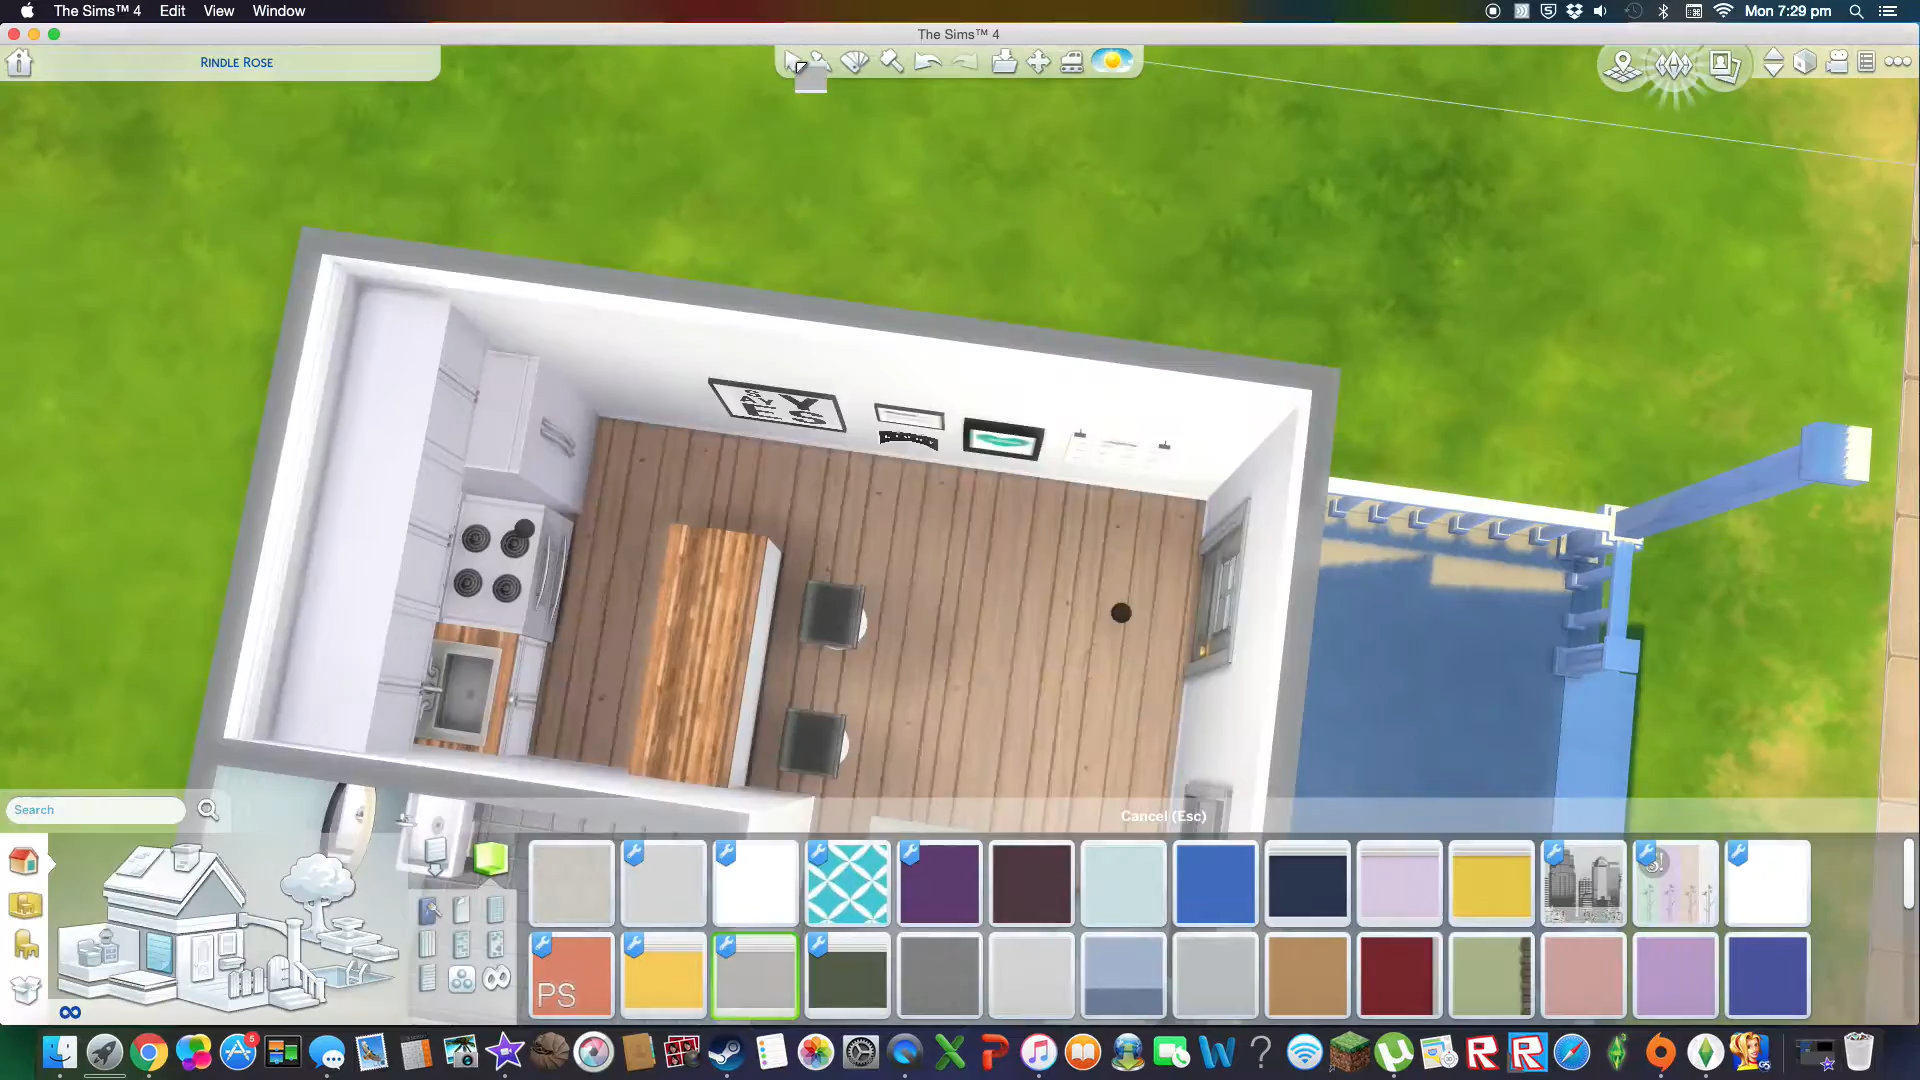 The Sims™ 4 Edit View Window Mon 7:29 pm
The Sims™ 4
RINDLE ROSE
Search
Cancel (Esc)
PS
5